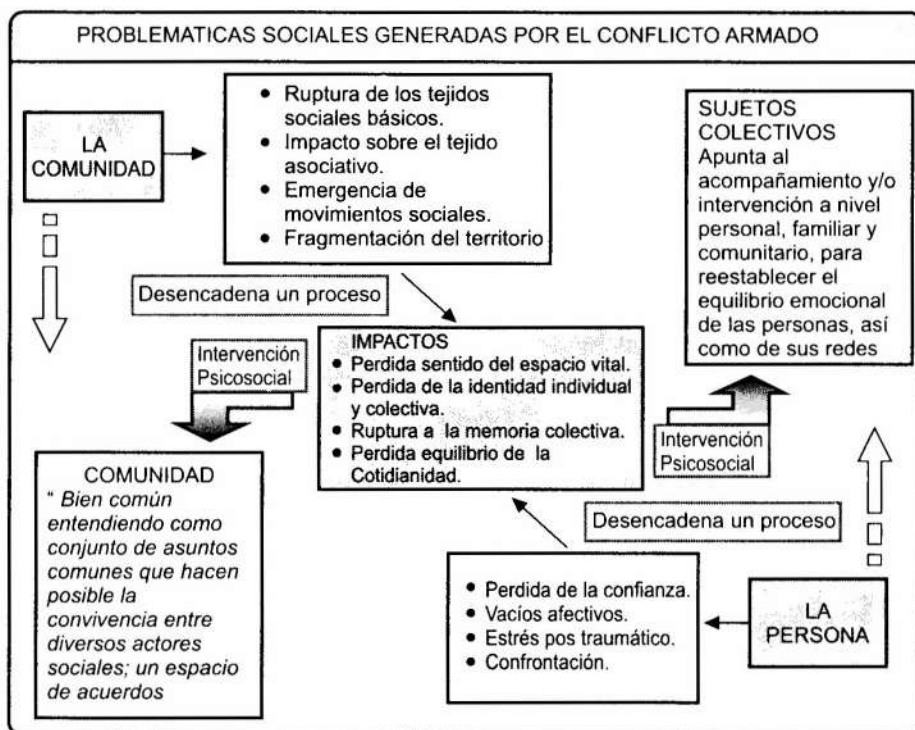 PROBLEMATICAS SOCIALES GENERADAS POR EL CONFLICTO ARMADO
LA
COMUNIDAD
• Ruptura de los tejidos
sociales básicos.
• Impacto sobre el tejido
asociativo.
• Emergencia de
movimientos sociales.
• Fragmentación del territorio
SUJETOS
COLECTIVOS
Apunta al
acompañamiento y/o
intervención a nivel
personal, familiar y
comunitario, para
reestablecer el
equilibrio emocional
de las personas, así
como de sus redes
Desencadena un proceso
Intervención
Psicosocial
IMPACTOS
• Perdida sentido del espacio vital.
• Perdida de la identidad individual
y colectiva.
• Ruptura a la memoria colectiva.
• Perdida equilibrio de la
Cotidianidad.
Intervención
Psicosocial
COMUNIDAD
“ Bien común
entendiendo como
conjunto de asuntos
comunes que hacen
posible la
convivencia entre
diversos actores
sociales; un espacio
de acuerdos
Desencadena un proceso
• Perdida de la confianza.
• Vacíos afectivos.
• Estrés pos traumático.
• Confrontación.
LA
PERSONA